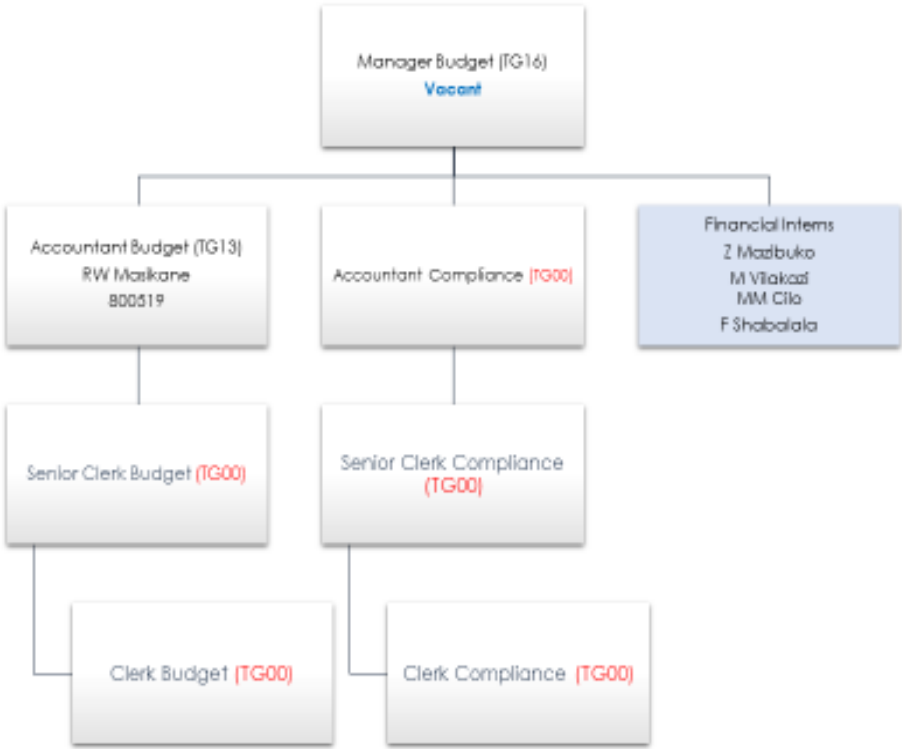 Manager Budget (TG16)
Vacant
Accountant Budget (TG13)
RW Masikane
800519
Accountant Compliance (TG00)
Financial Interns
Z Mazibuko
M Vilakazi
MM Cilo
F Shabalala
Senior Clerk Budget (TG00)
Senior Clerk Compliance
(TG00)
Clerk Budget (TG00)
Clerk Compliance (TG00)